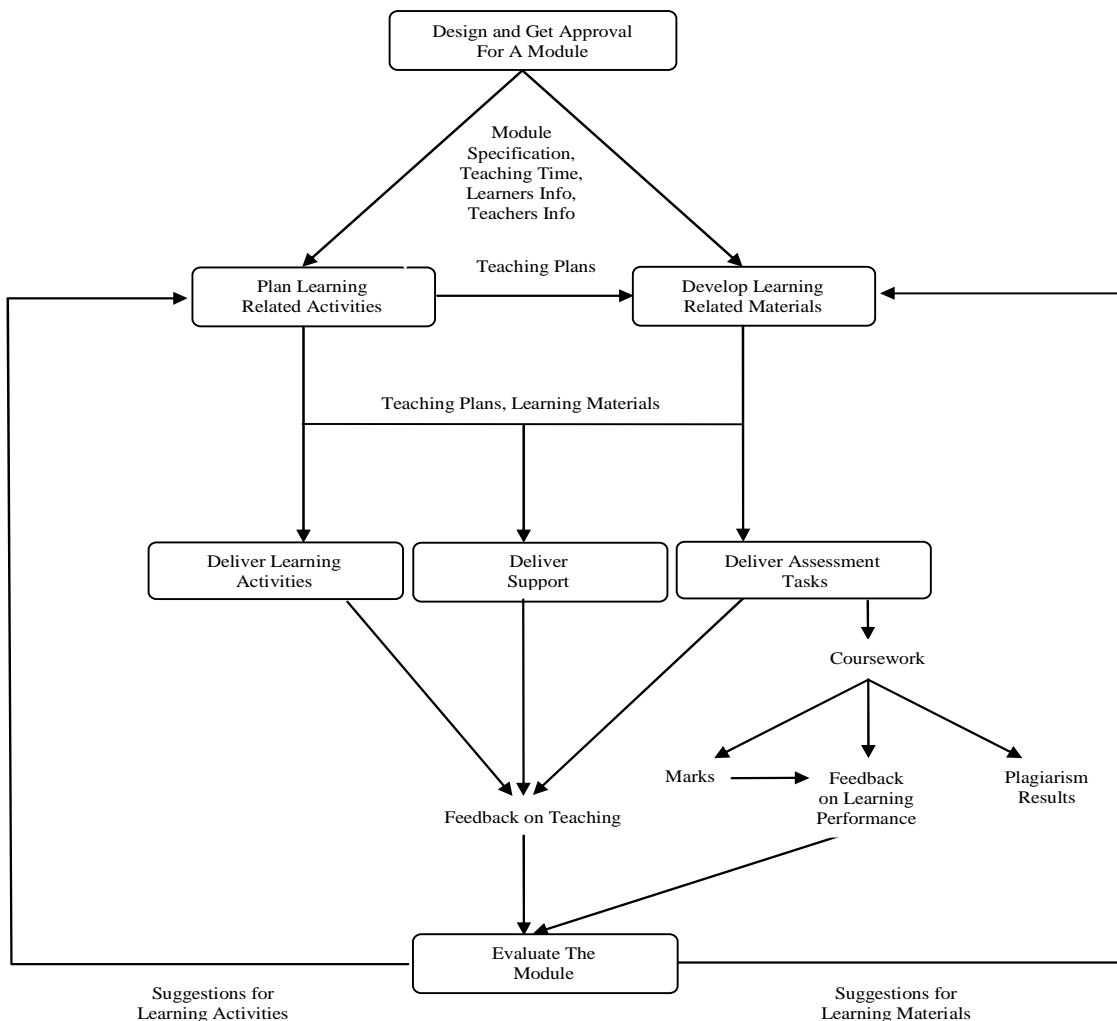 Design and Get Approval
For A Module
Module
Specification,
Teaching Time,
Learners Info,
Teachers Info
Teaching Plans
Plan Learning
Related Activities
Develop Learning
Related Materials
Teaching Plans, Learning Materials
Deliver Learning
Activities
Deliver
Support
Deliver Assessment
Tasks
Coursework
Marks
Feedback
on Learning
Performance
Plagiarism
Results
Feedback on Teaching
Evaluate The
Module
Suggestions for
Learning Activities
Suggestions for
Learning Materials